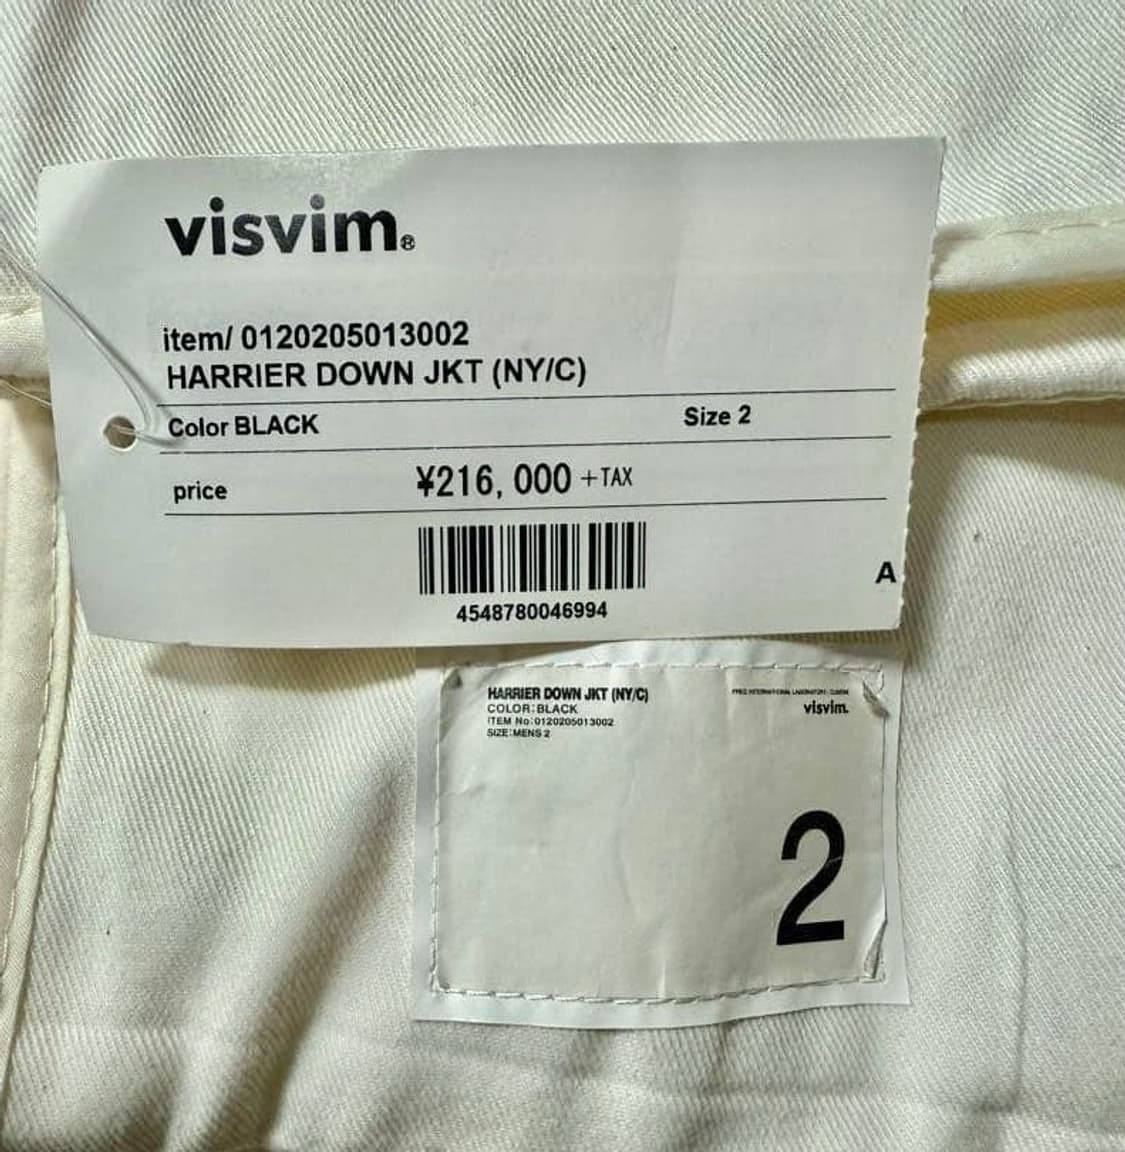 visvim®
item/ 0120205013002
HARRIER DOWN JKT (NY/C)
Color BLACK Size 2
price ¥216, 000 +TAX
4548780046994
A
HARRIER DOWN JKT (NY/C)
COLOR:BLACK
ITEM No:0120205013002
SIZE:MENS 2
visvim.
2